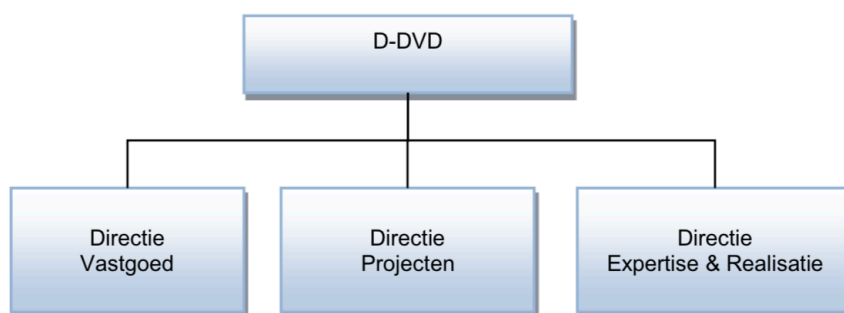 D-DVD
Directie
Vastgoed
Directie
Projecten
Directie
Expertise & Realisatie